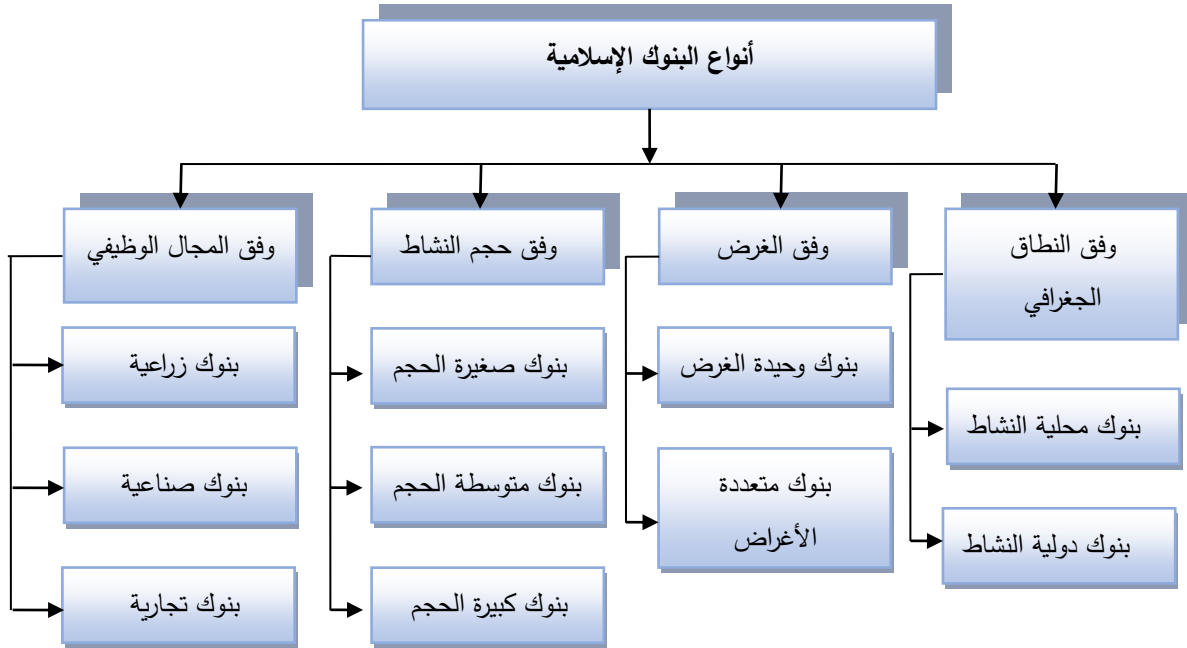 أنواع البنوك الإسلامية
وفق النطاق
الجغرافي
بنوك محلية النشاط
بنوك دولية النشاط
وفق الغرض
بنوك وحيدة الغرض
بنوك متعددة
الأغراض
وفق حجم النشاط
بنوك صغيرة الحجم
بنوك متوسطة الحجم
بنوك كبيرة الحجم
وفق المجال الوظيفي
بنوك زراعية
بنوك صناعية
بنوك تجارية